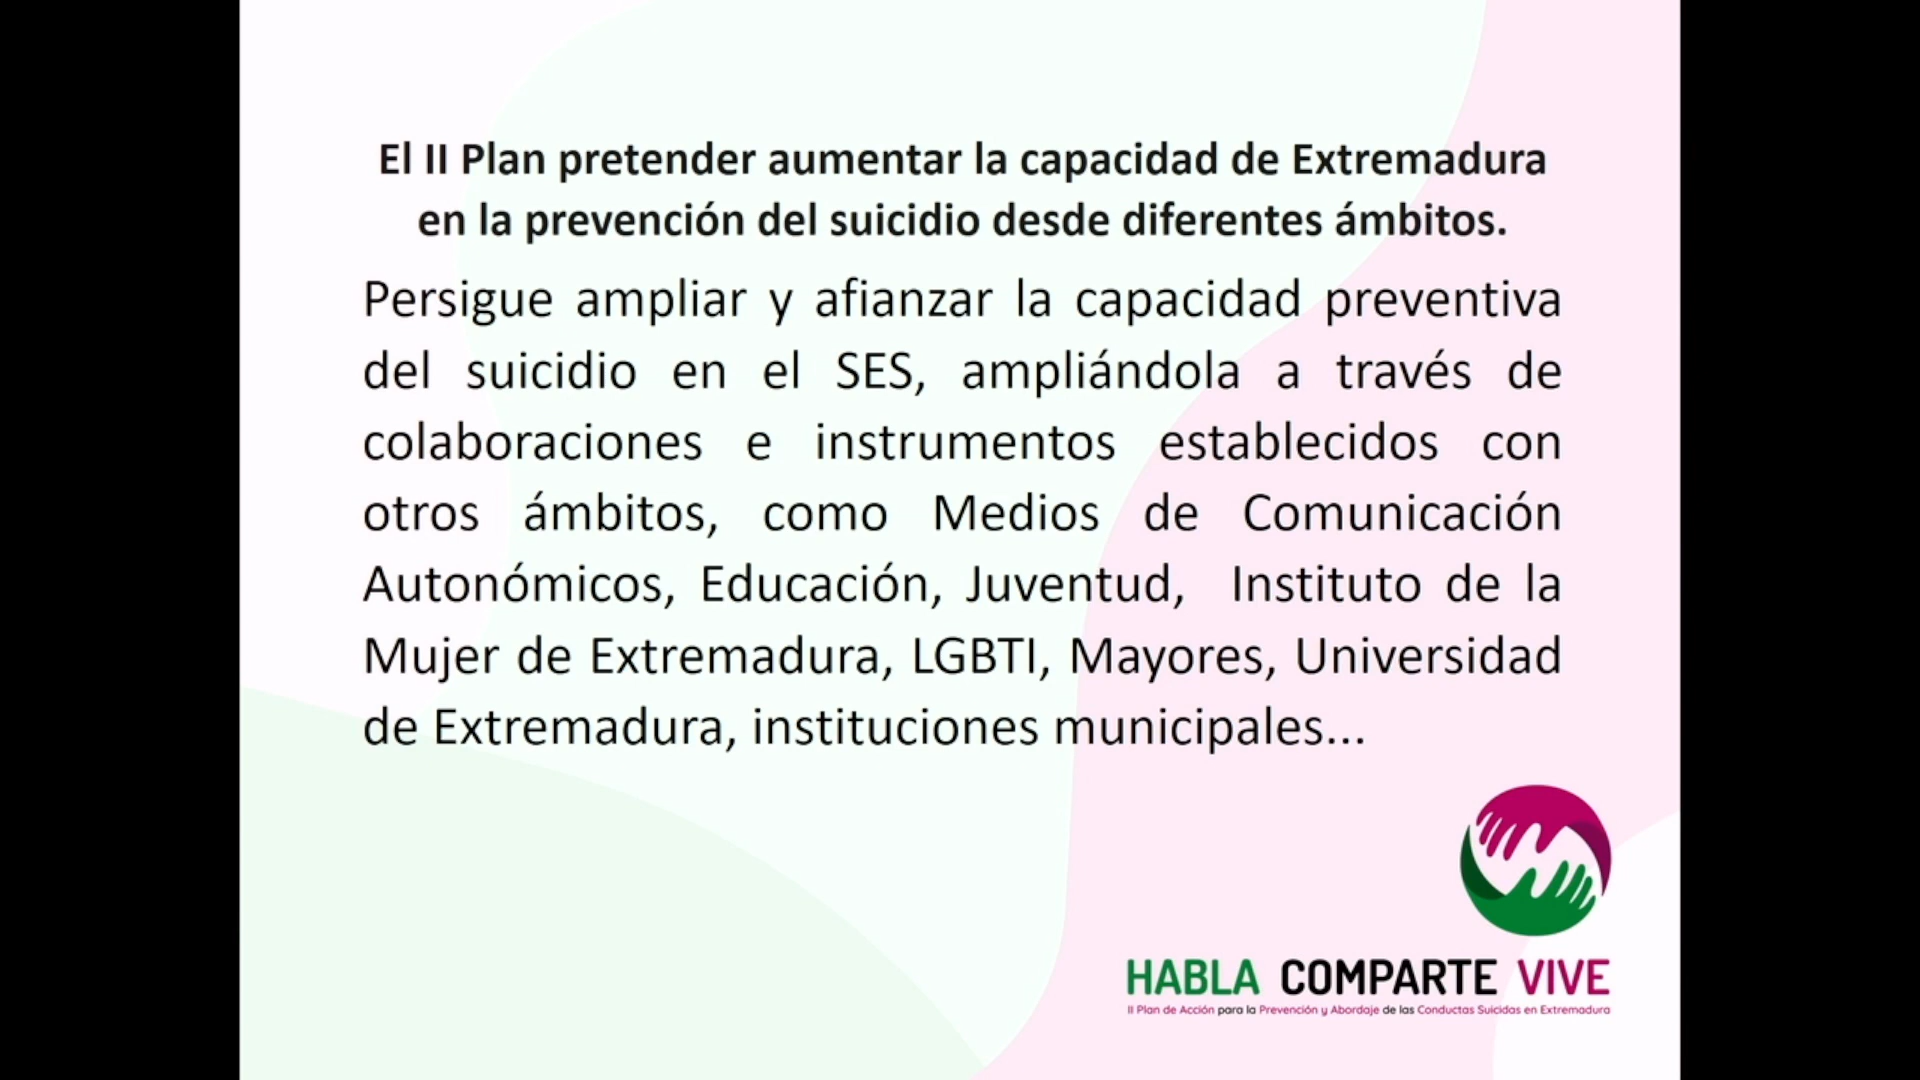 El II Plan pretender aumentar la capacidad de Extremadura
en la prevención del suicidio desde diferentes ámbitos.
Persigue ampliar y afianzar la capacidad preventiva
del suicidio en el SES, ampliándola a través de
colaboraciones e instrumentos establecidos con
otros ámbitos, como Medios de Comunicación
Autonómicos, Educación, Juventud, Instituto de la
Mujer de Extremadura, LGBTI, Mayores, Universidad
de Extremadura, instituciones municipales...
HABLA COMPARTE VIVE
II Plan de Acción para la Prevención y Abordaje de las Conductas Suicidas en Extremadura